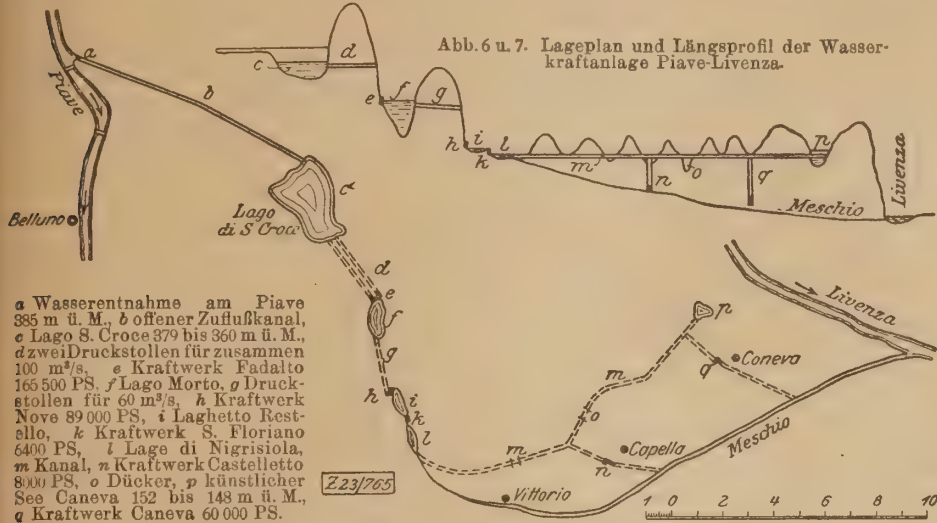 Abb. 6 u. 7. Lageplan und Längsprofil der Wasser-
kraftanlage Piave-Livenza.
a
Piave
b
c
d
e
f
g
h
i
k
l
m
n
o
p
q
Meschio
Livenza
Belluno
c
Lago
di S Croce
d
e
f
g
h
i
k
l
m
m
n
o
p
q
Coneva
Capella
Vittorio
Meschio
Livenza
a Wasserentnahme am Piave
385 m ü. M., b offener Zuflußkanal,
c Lago S. Croce 379 bis 360 m ü. M.,
d zwei Druckstollen für zusammen
100 m³/s, e Kraftwerk Fadalto
165 500 PS, f Lago Morto, g Druck-
stollen für 60 m³/s, h Kraftwerk
Nove 89 000 PS, i Laghetto Rest-
ello, k Kraftwerk S. Floriano
6400 PS, l Lage di Nigrisiola,
m Kanal, n Kraftwerk Castelletto
8000 PS, o Dücker, p künstlicher
See Caneva 152 bis 148 m ü. M.,
q Kraftwerk Caneva 60 000 PS.
Z23/765
1 0 2 4 6 8 10